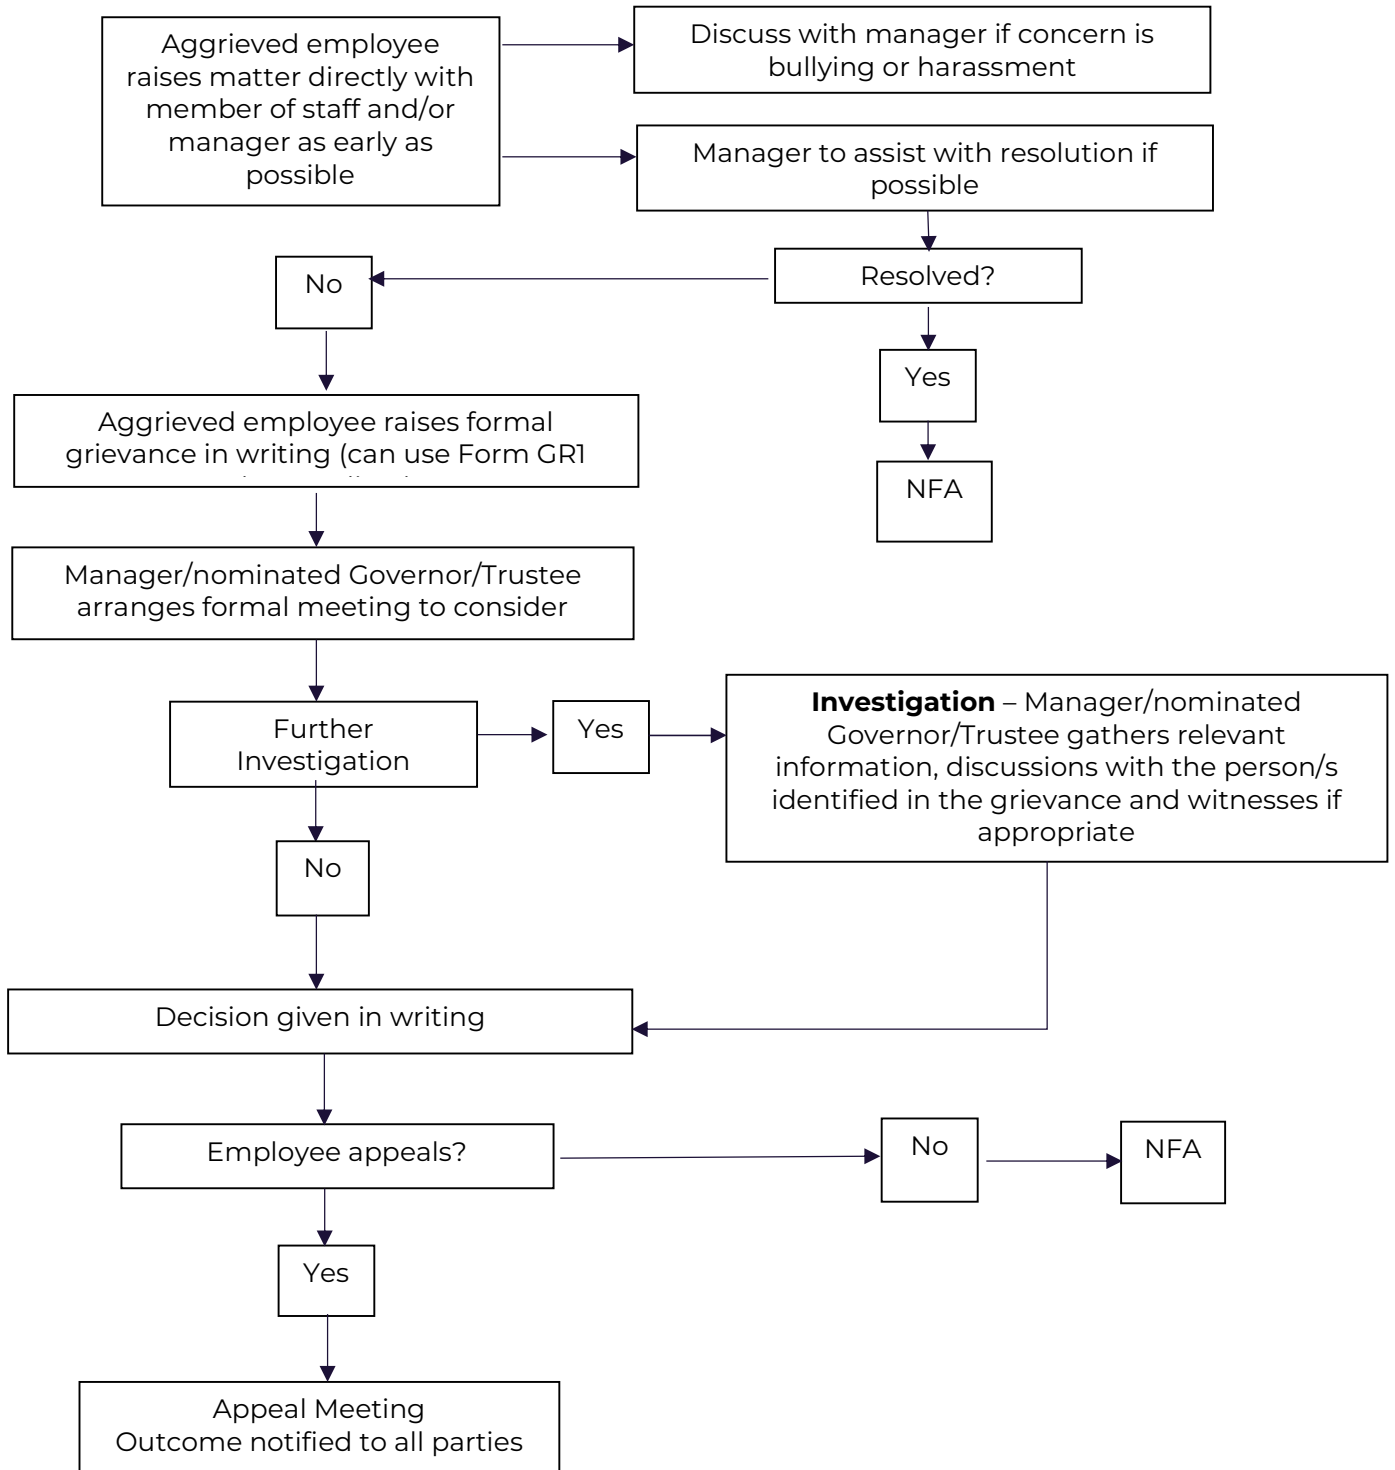 Aggrieved employee
raises matter directly with
member of staff and/or
manager as early as
possible
Discuss with manager if concern is
bullying or harassment
Manager to assist with resolution if
possible
Resolved?
No
Yes
NFA
Aggrieved employee raises formal
grievance in writing (can use Form GR1
Manager/nominated Governor/Trustee
arranges formal meeting to consider
Further
Investigation
Yes
Investigation – Manager/nominated
Governor/Trustee gathers relevant
information, discussions with the person/s
identified in the grievance and witnesses if
appropriate
No
Decision given in writing
Employee appeals?
No
NFA
Yes
Appeal Meeting
Outcome notified to all parties